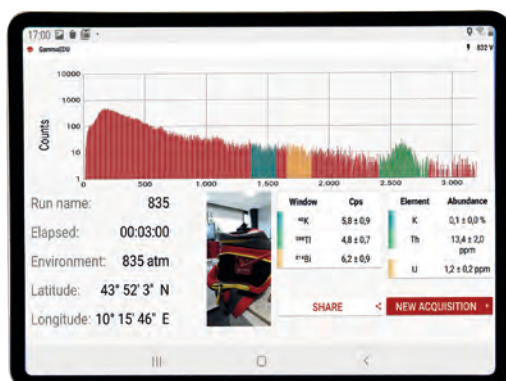 17:00
832 V
GammaEDU
10000
1000
100
10
1
Counts
0 500 1.000 1.500 2.000 2.500 3.000
Run name: 835
Elapsed: 00:03:00
Environment: 835 atm
Latitude: 43° 52' 3" N
Longitude: 10° 15' 46" E
Window Cps
⁴⁰K 5,8 ± 0,9
²⁰⁸Tl 4,8 ± 0,7
²¹⁴Bi 6,2 ± 0,9
Element Abundance
K 0,1 ± 0,0 %
Th 13,4 ± 2,0
ppm
U 1,2 ± 0,2 ppm
SHARE
NEW ACQUISITION